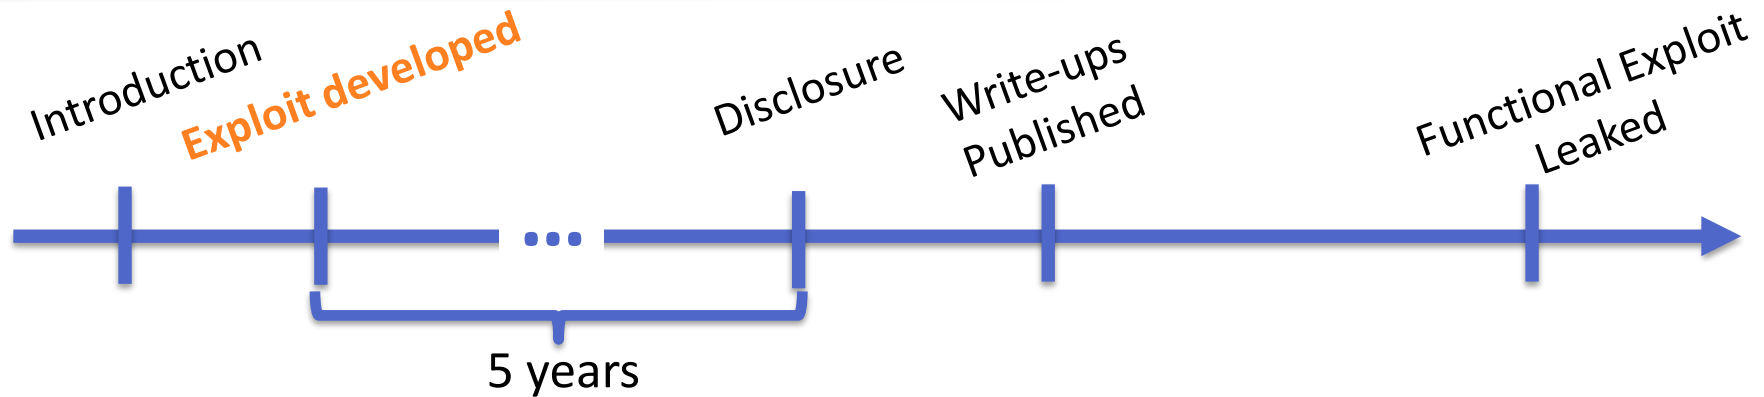 Introduction
Exploit developed
Disclosure
Write-ups
Published
Functional Exploit
Leaked
...
5 years